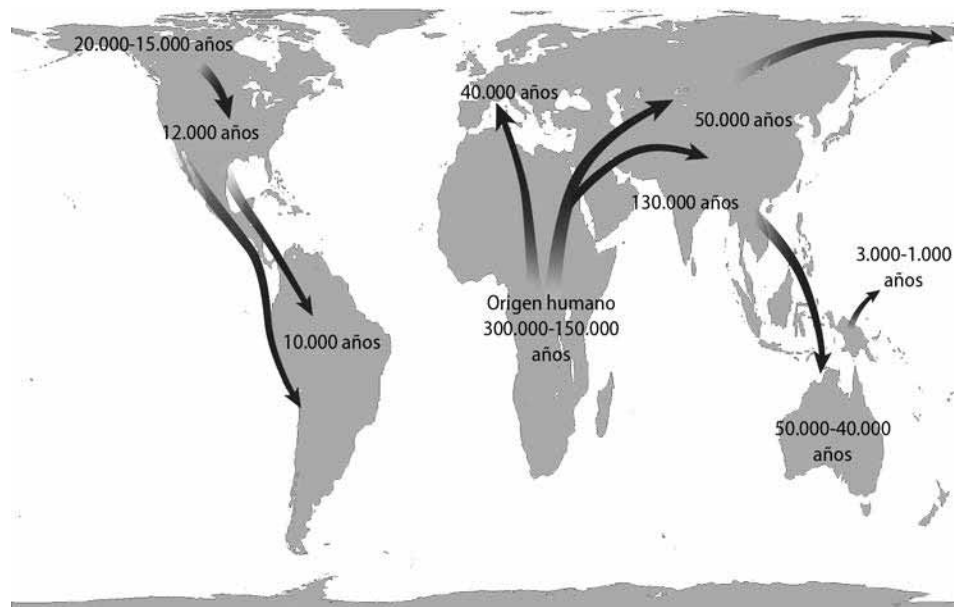 20.000-15.000 años
12.000 años
10.000 años
40.000 años
50.000 años
130.000 años
Origen humano
300.000-150.000
años
3.000-1.000
años
50.000-40.000
años